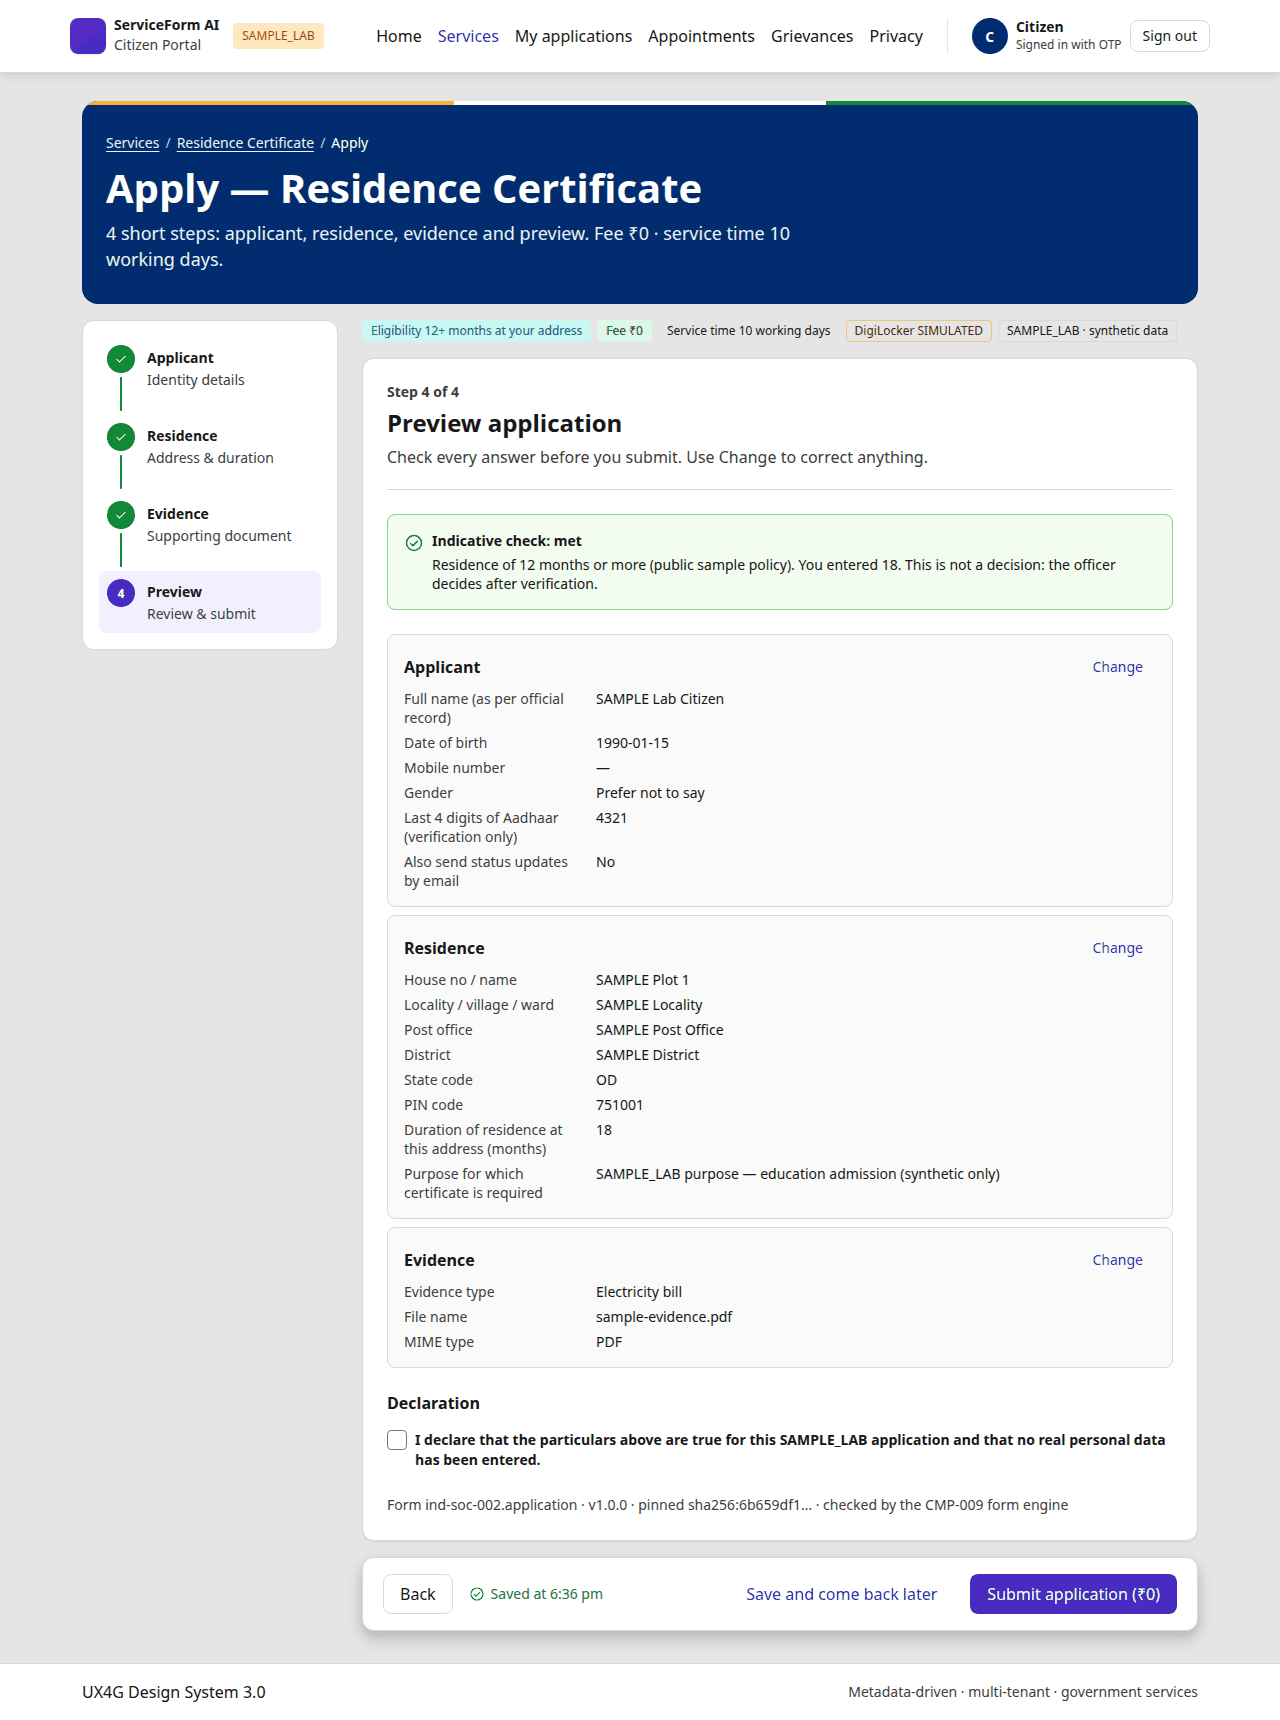 ServiceForm AI
Citizen Portal
SAMPLE_LAB
Home
Services
My applications
Appointments
Grievances
Privacy
C
Citizen
Signed in with OTP
Sign out
Services / Residence Certificate / Apply
Apply — Residence Certificate
4 short steps: applicant, residence, evidence and preview. Fee ₹0 · service time 10
working days.
Applicant
Identity details
Residence
Address & duration
Evidence
Supporting document
4
Preview
Review & submit
Eligibility 12+ months at your address
Fee ₹0
Service time 10 working days
DigiLocker SIMULATED
SAMPLE_LAB · synthetic data
Step 4 of 4
Preview application
Check every answer before you submit. Use Change to correct anything.
Indicative check: met
Residence of 12 months or more (public sample policy). You entered 18. This is not a decision: the officer
decides after verification.
Applicant
Change
Full name (as per official
record)
SAMPLE Lab Citizen
Date of birth
1990-01-15
Mobile number
—
Gender
Prefer not to say
Last 4 digits of Aadhaar
(verification only)
4321
Also send status updates
by email
No
Residence
Change
House no / name
SAMPLE Plot 1
Locality / village / ward
SAMPLE Locality
Post office
SAMPLE Post Office
District
SAMPLE District
State code
OD
PIN code
751001
Duration of residence at
this address (months)
18
Purpose for which
certificate is required
SAMPLE_LAB purpose — education admission (synthetic only)
Evidence
Change
Evidence type
Electricity bill
File name
sample-evidence.pdf
MIME type
PDF
Declaration
I declare that the particulars above are true for this SAMPLE_LAB application and that no real personal data
has been entered.
Form ind-soc-002.application · v1.0.0 · pinned sha256:6b659df1… · checked by the CMP-009 form engine
Back
Saved at 6:36 pm
Save and come back later
Submit application (₹0)
UX4G Design System 3.0
Metadata-driven · multi-tenant · government services